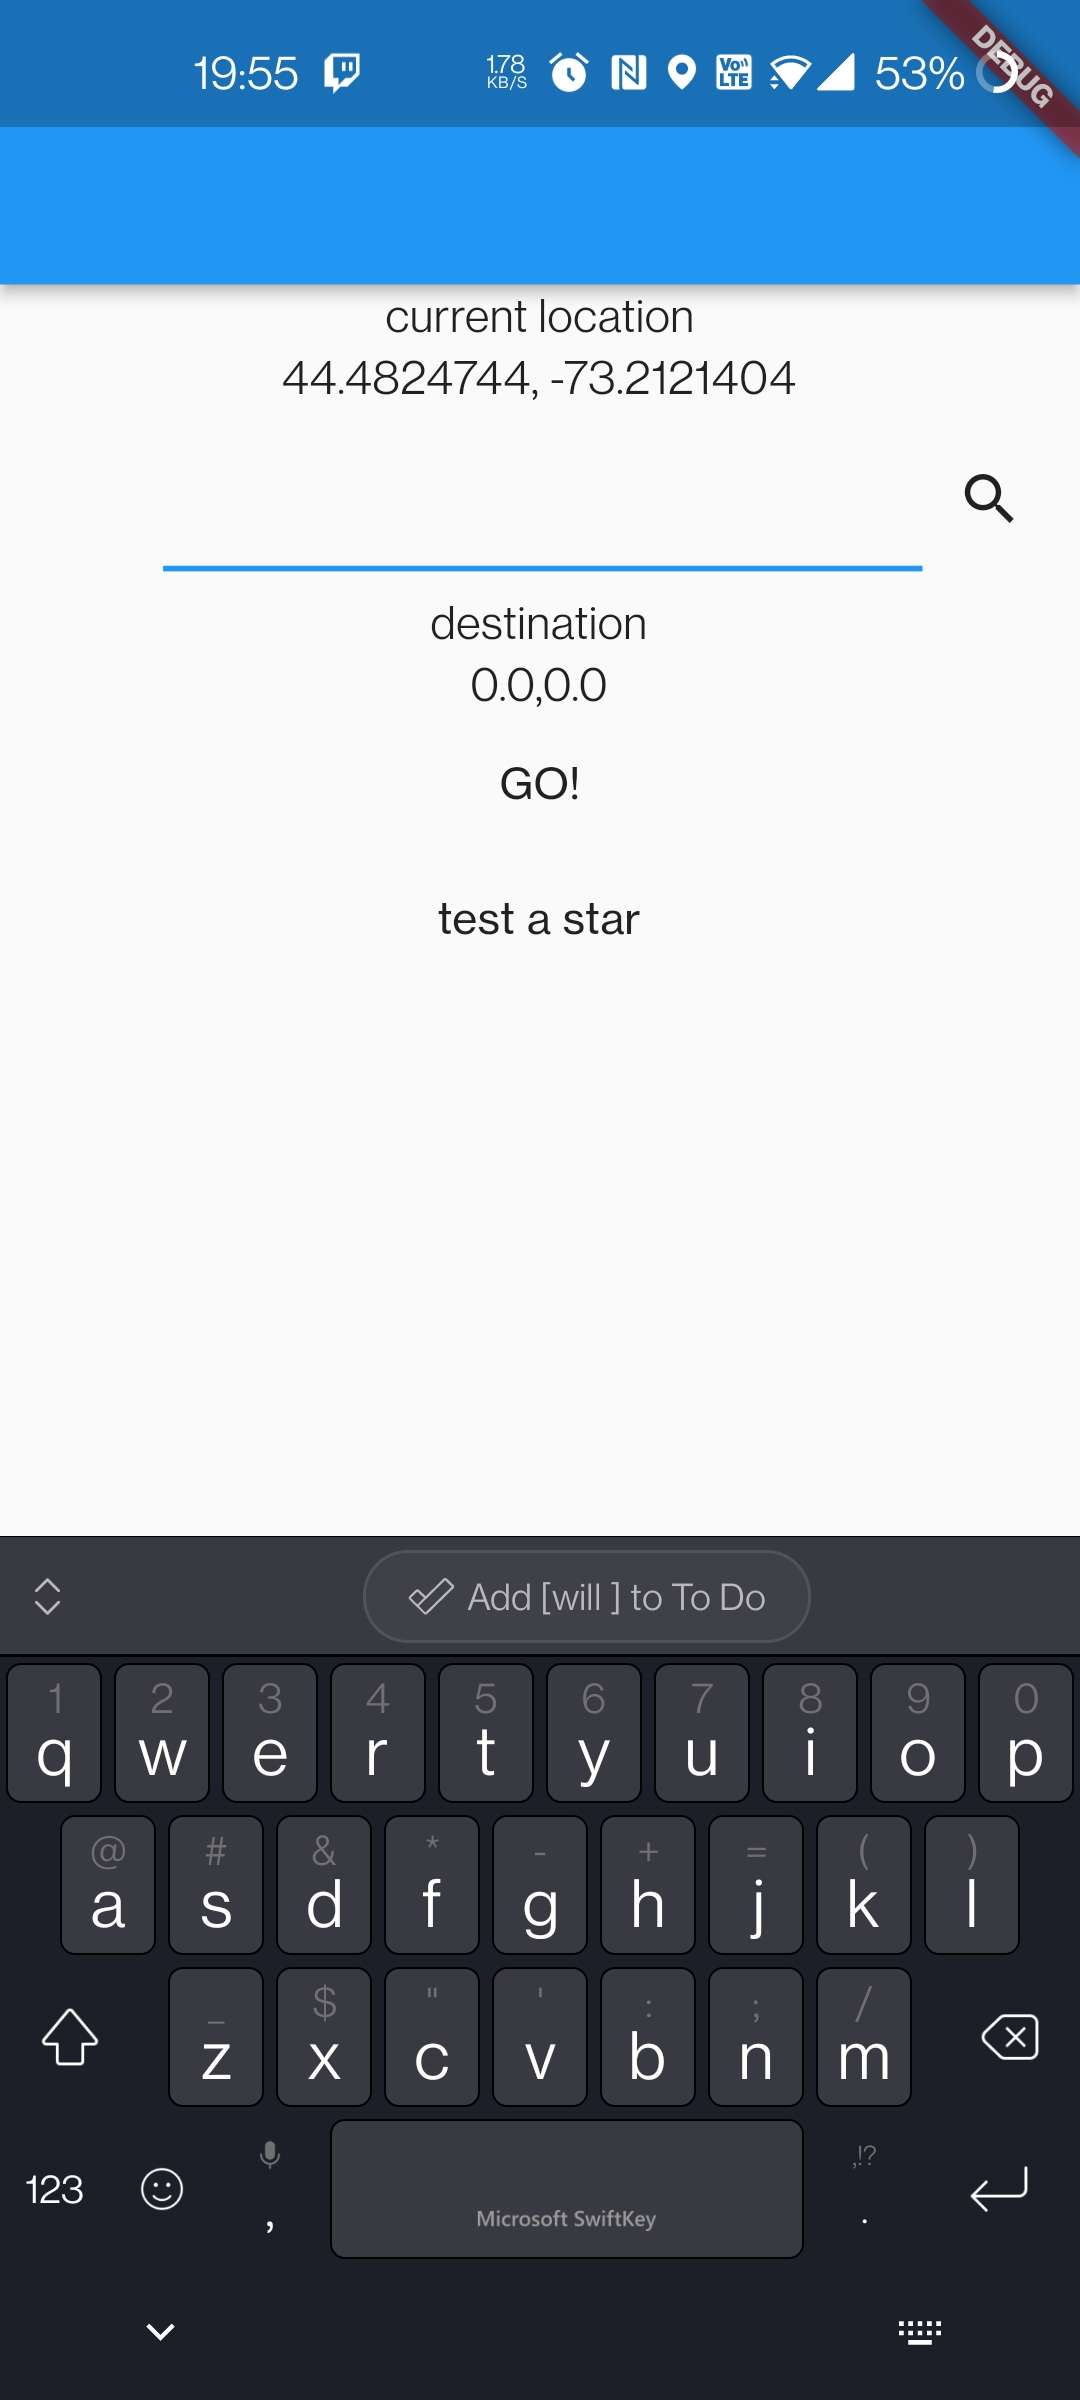 19:55 1.78 KB/S Vo)) LTE 53%
DEBUG
current location
44.4824744, -73.2121404
destination
0.0,0.0
GO!
test a star
Add [will ] to To Do
1 2 3 4 5 6 7 8 9 0
q w e r t y u i o p
@ # & * - + = ( )
a s d f g h j k l
_ $ " ' : ; /
z x c v b n m
123 , Microsoft SwiftKey ,!? .